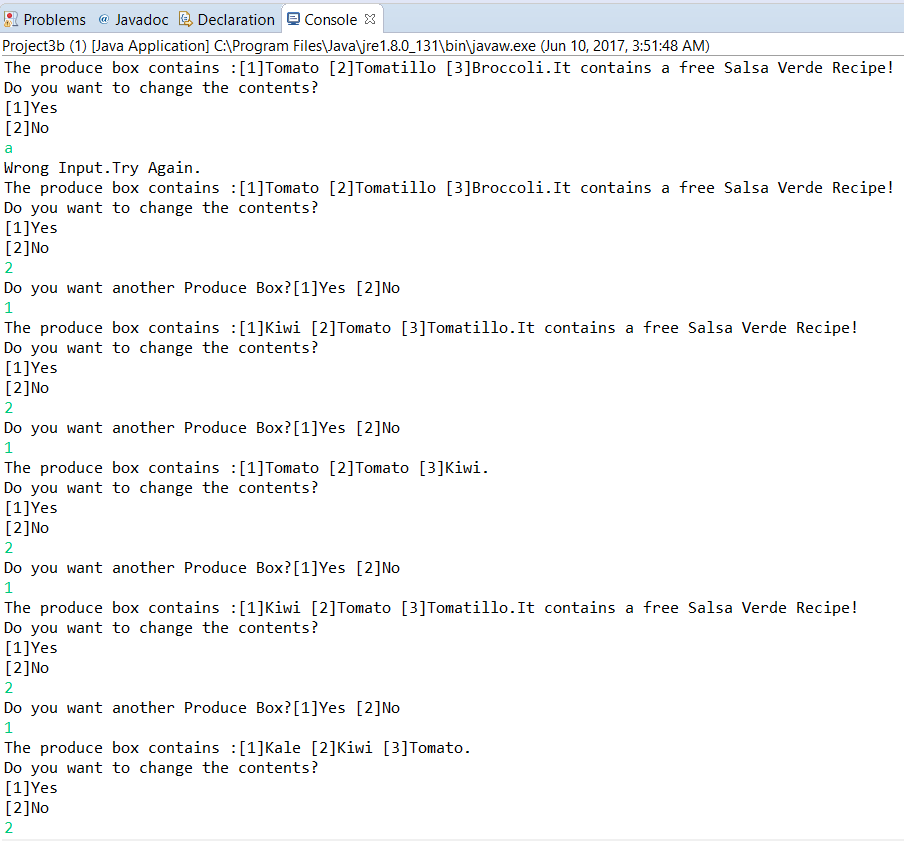 Problems @ Javadoc Declaration Console
Project3b (1) [Java Application] C:\Program Files\Java\jre1.8.0_131\bin\javaw.exe (Jun 10, 2017, 3:51:48 AM)
The produce box contains :[1]Tomato [2]Tomatillo [3]Broccoli.It contains a free Salsa Verde Recipe!
Do you want to change the contents?
[1]Yes
[2]No
a
Wrong Input.Try Again.
The produce box contains :[1]Tomato [2]Tomatillo [3]Broccoli.It contains a free Salsa Verde Recipe!
Do you want to change the contents?
[1]Yes
[2]No
2
Do you want another Produce Box?[1]Yes [2]No
1
The produce box contains :[1]Kiwi [2]Tomato [3]Tomatillo.It contains a free Salsa Verde Recipe!
Do you want to change the contents?
[1]Yes
[2]No
2
Do you want another Produce Box?[1]Yes [2]No
1
The produce box contains :[1]Tomato [2]Tomato [3]Kiwi.
Do you want to change the contents?
[1]Yes
[2]No
2
Do you want another Produce Box?[1]Yes [2]No
1
The produce box contains :[1]Kiwi [2]Tomato [3]Tomatillo.It contains a free Salsa Verde Recipe!
Do you want to change the contents?
[1]Yes
[2]No
2
Do you want another Produce Box?[1]Yes [2]No
1
The produce box contains :[1]Kale [2]Kiwi [3]Tomato.
Do you want to change the contents?
[1]Yes
[2]No
2